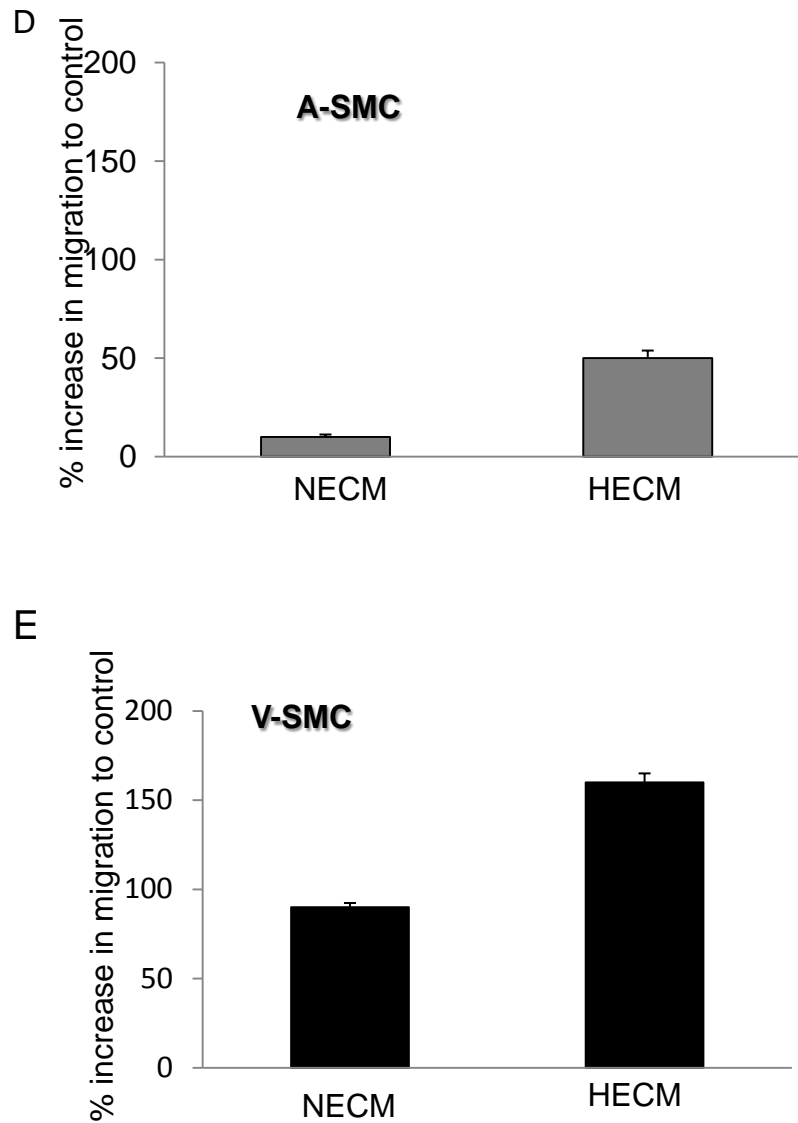 D
% increase in migration to control
200
150
100
50
0
A-SMC
NECM
HECM
E
% increase in migration to control
200
150
100
50
0
V-SMC
NECM
HECM